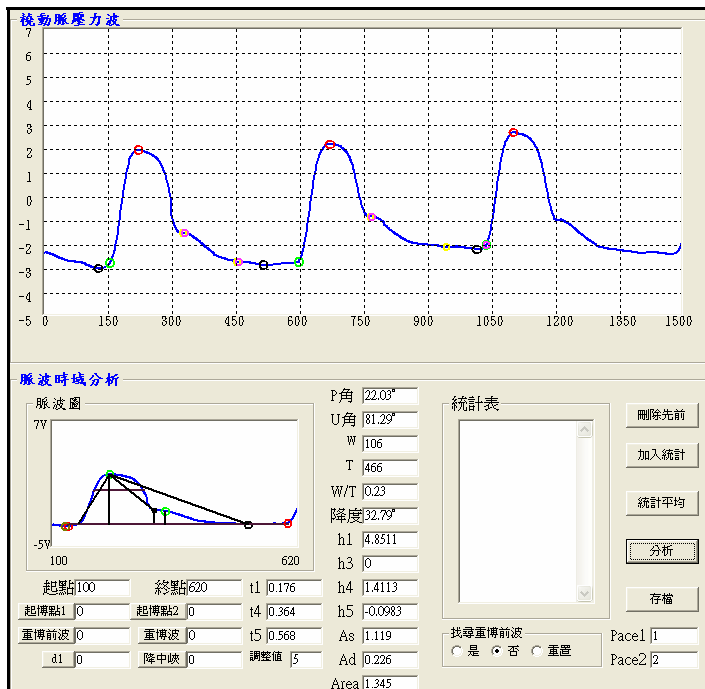 橈動脈壓力波
7
6
5
4
3
2
1
0
-1
-2
-3
-4
-5
0 150 300 450 600 750 900 1050 1200 1350 1500
脈波時域分析
脈波圖
7V
-5V
100 620
起點 100 終點 620 t1 0.176
起博點1 0 起博點2 0 t4 0.364
重博前波 0 重博波 0 t5 0.568
d1 0 降中峽 0 調整値 5
P角 22.03°
U角 81.29°
W 106
T 466
W/T 0.23
降度 32.79°
h1 4.8511
h3 0
h4 1.4113
h5 -0.0983
As 1.119
Ad 0.226
Area 1.345
統計表
刪除先前
加入統計
統計平均
分析
存檔
找尋重博前波
是 否 重置
Pace1 1
Pace2 2